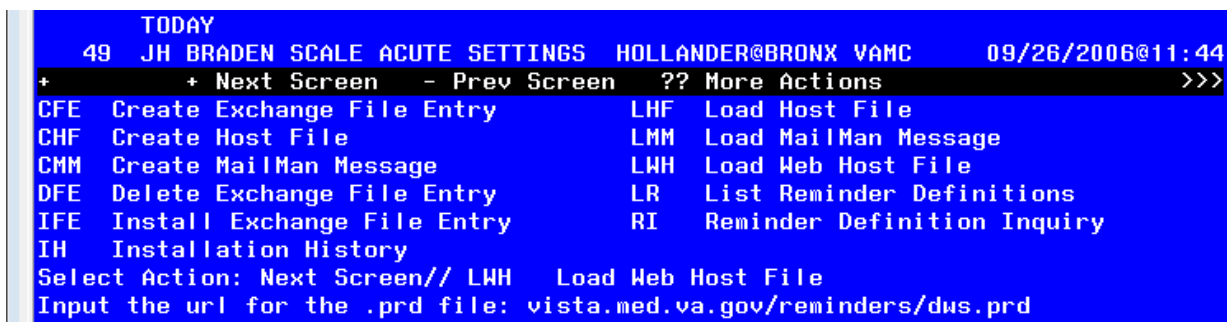 TODAY
49 JH BRADEN SCALE ACUTE SETTINGS HOLLANDER@BRONX VAMC 09/26/2006@11:44
+ + Next Screen - Prev Screen ?? More Actions >>>
CFE Create Exchange File Entry LHF Load Host File
CHF Create Host File LMM Load MailMan Message
CMM Create MailMan Message LWH Load Web Host File
DFE Delete Exchange File Entry LR List Reminder Definitions
IFE Install Exchange File Entry RI Reminder Definition Inquiry
IH Installation History
Select Action: Next Screen// LWH Load Web Host File
Input the url for the .prd file: vista.med.va.gov/reminders/dws.prd